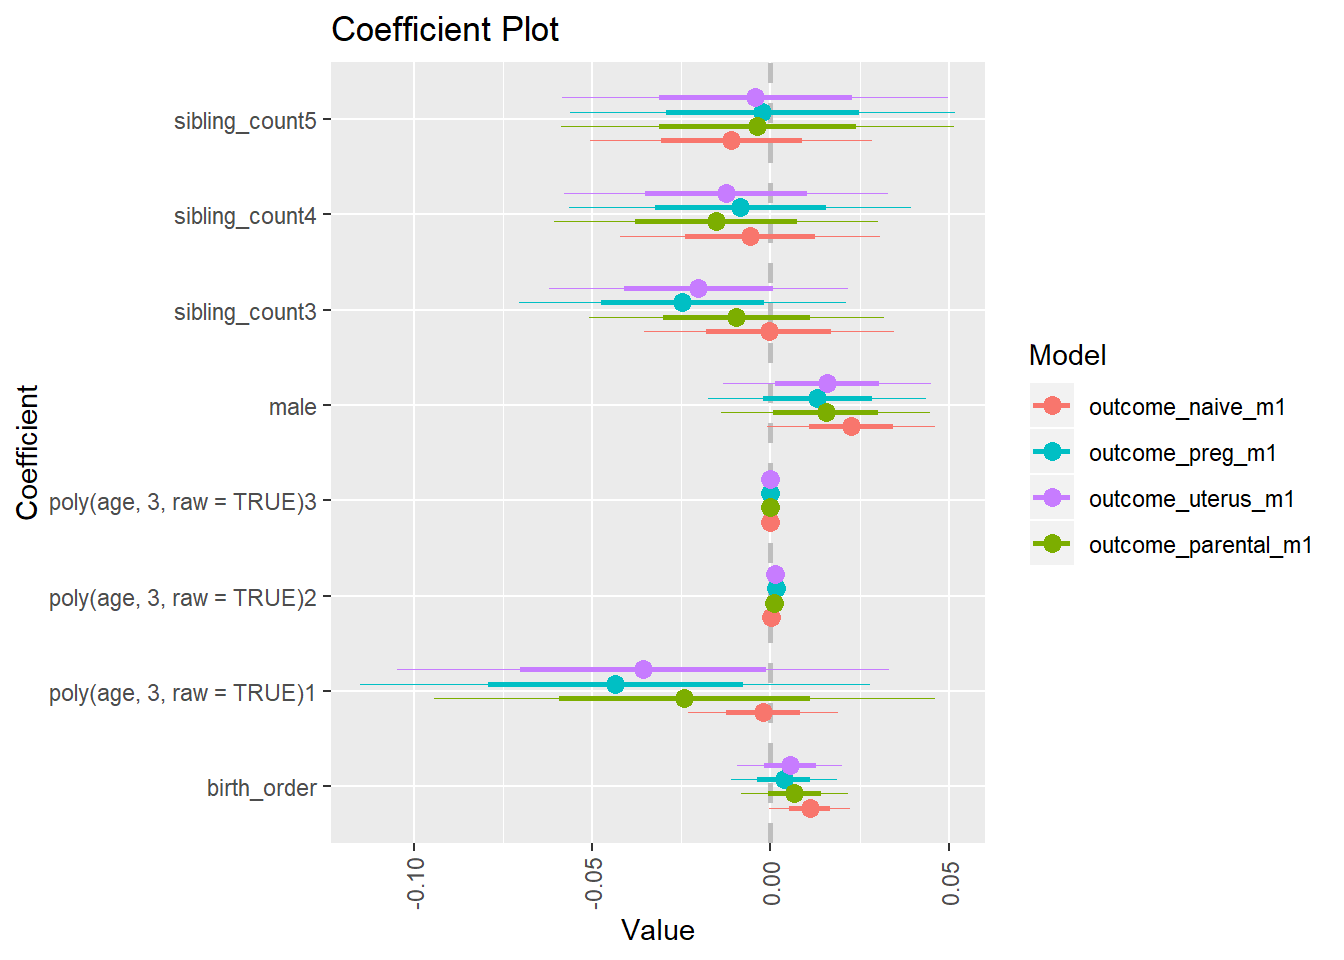 Coefficient Plot
sibling_count5
sibling_count4
sibling_count3
male
poly(age, 3, raw = TRUE)3
poly(age, 3, raw = TRUE)2
poly(age, 3, raw = TRUE)1
birth_order
Coefficient
-0.10
-0.05
0.00
0.05
Value
Model
outcome_naive_m1
outcome_preg_m1
outcome_uterus_m1
outcome_parental_m1